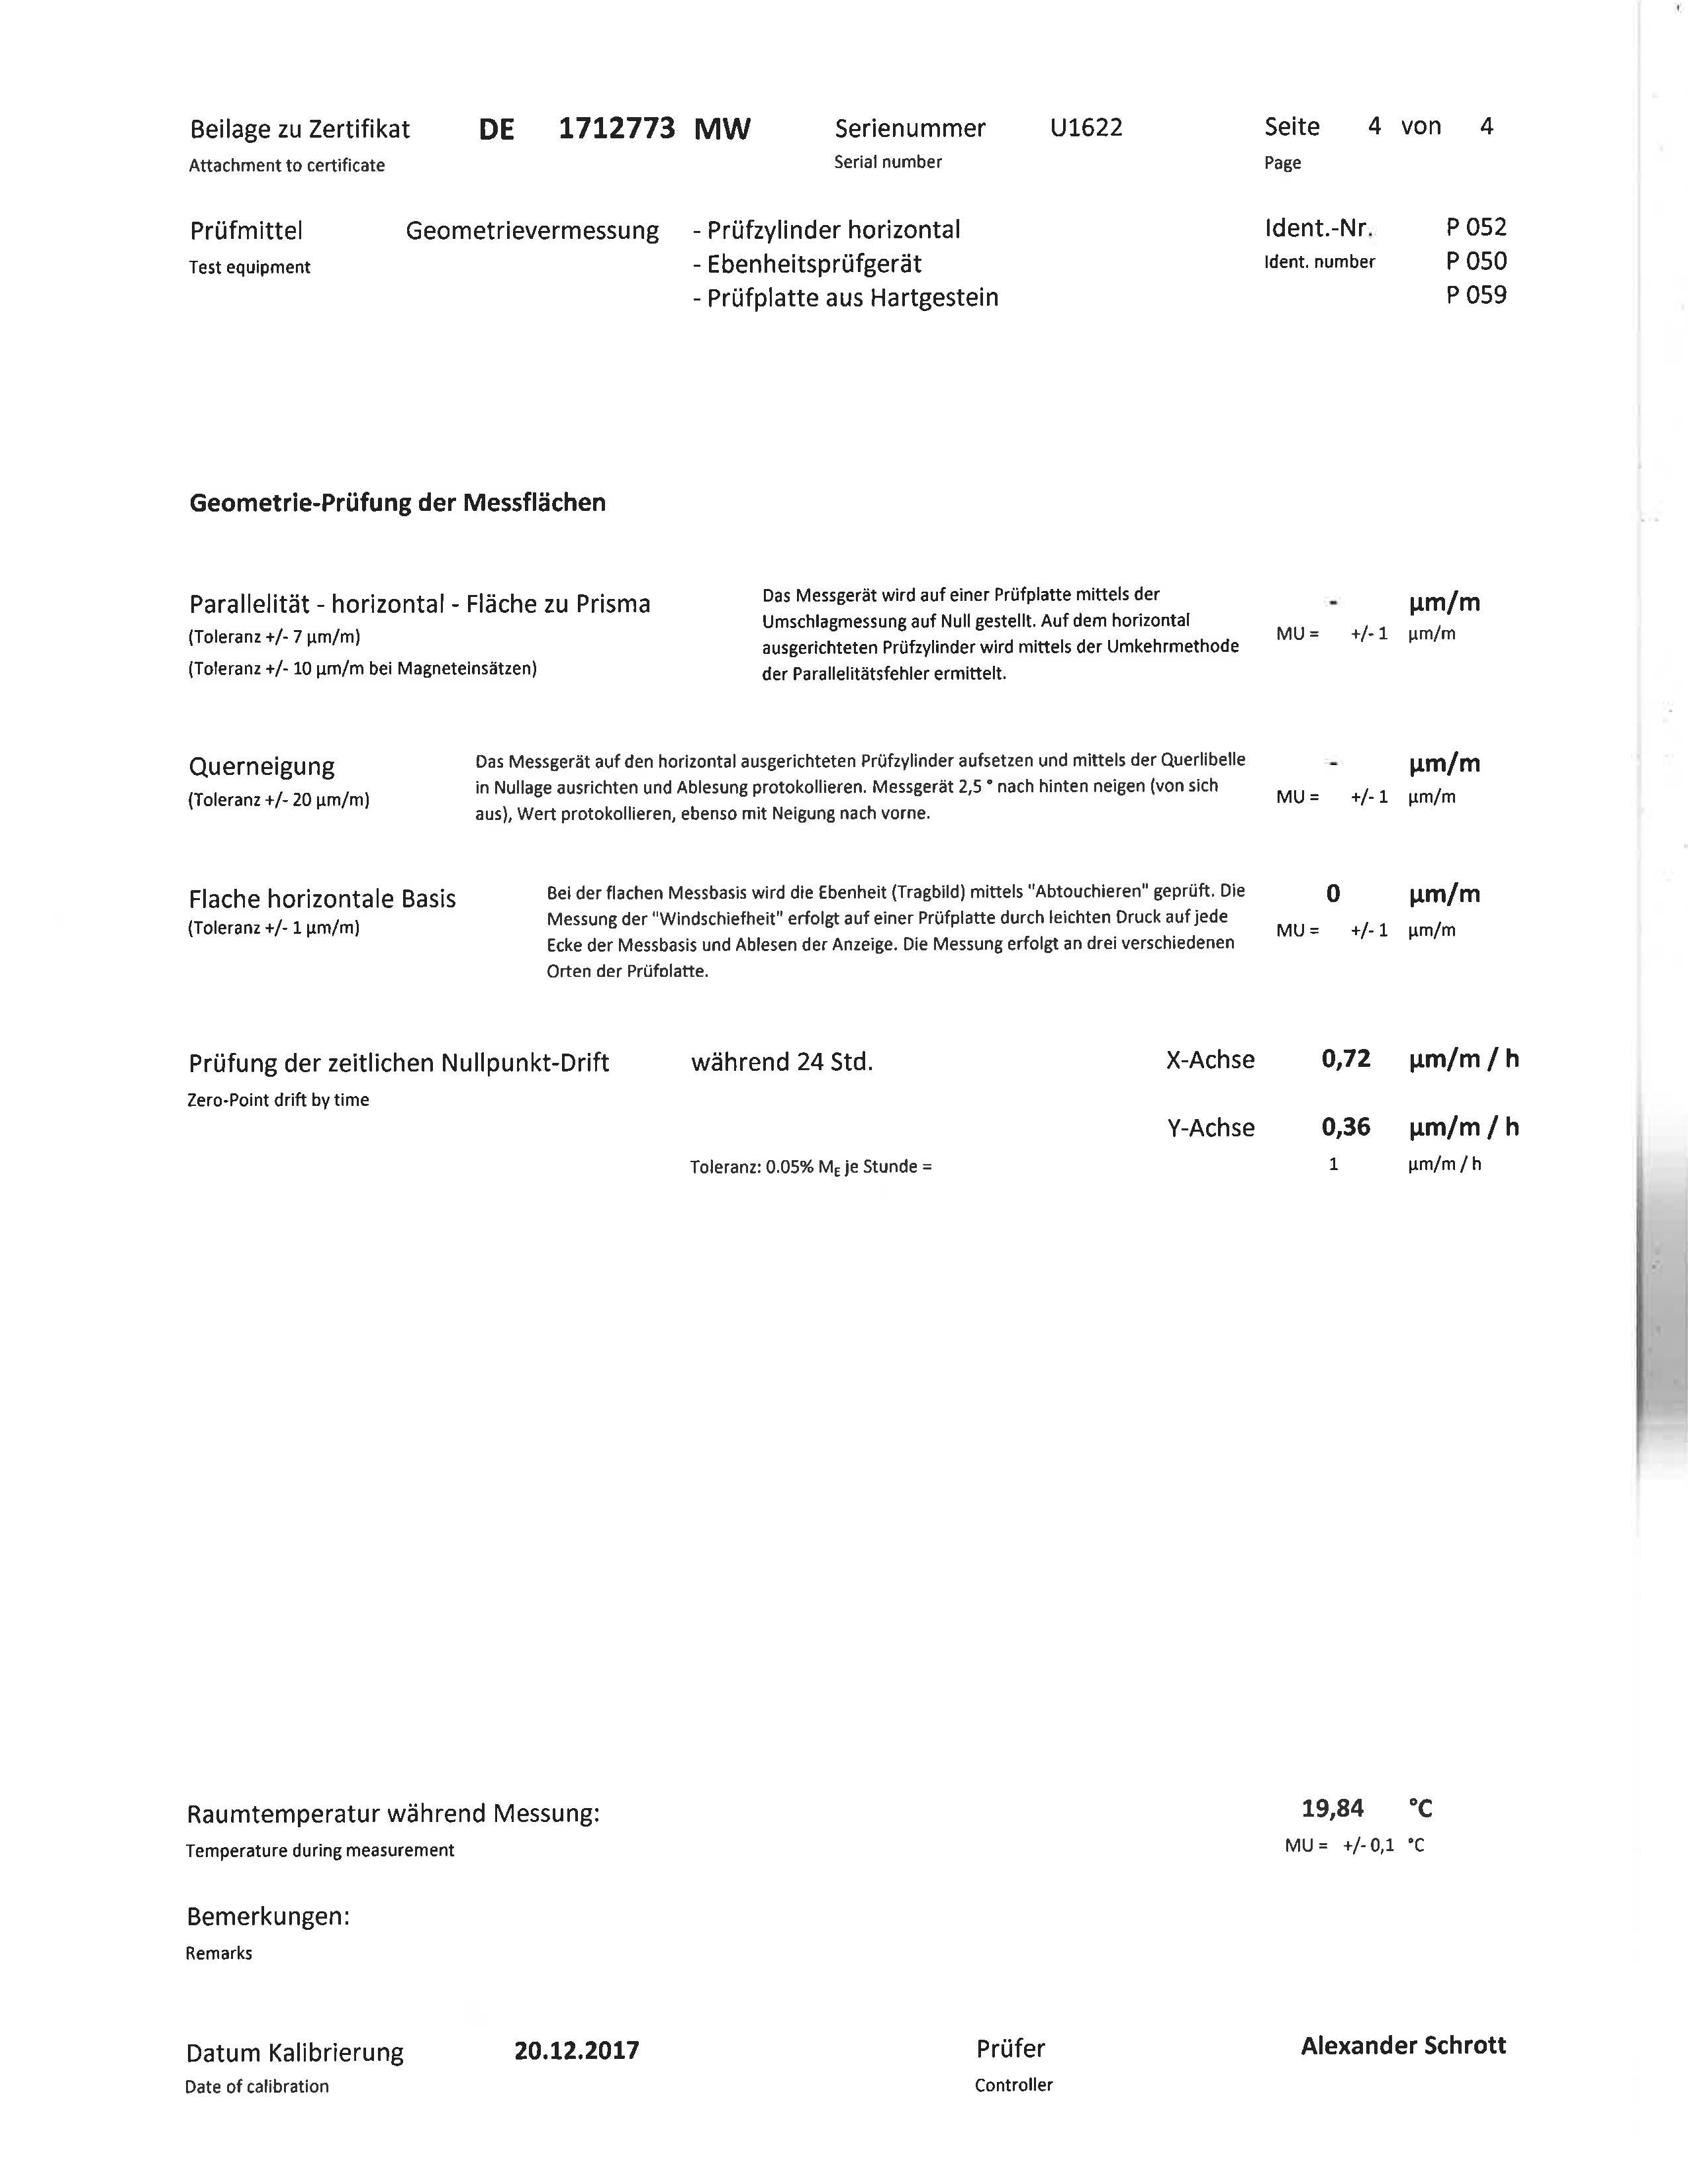 Beilage zu Zertifikat DE 1712773 MW Serienummer U1622 Seite 4 von 4
Attachment to certificate Serial number Page
Prüfmittel Geometrievermessung - Prüfzylinder horizontal Ident.-Nr. P 052
Test equipment - Ebenheitsprüfgerät Ident. number P 050
- Prüfplatte aus Hartgestein P 059
Geometrie-Prüfung der Messflächen
Parallelität - horizontal - Fläche zu Prisma
(Toleranz +/- 7 µm/m)
(Toleranz +/- 10 µm/m bei Magneteinsätzen)
Das Messgerät wird auf einer Prüfplatte mittels der
Umschlagmessung auf Null gestellt. Auf dem horizontal
ausgerichteten Prüfzylinder wird mittels der Umkehrmethode
der Parallelitätsfehler ermittelt.
- µm/m
MU = +/- 1 µm/m
Querneigung
(Toleranz +/- 20 µm/m)
Das Messgerät auf den horizontal ausgerichteten Prüfzylinder aufsetzen und mittels der Querlibelle
in Nullage ausrichten und Ablesung protokollieren. Messgerät 2,5 ° nach hinten neigen (von sich
aus), Wert protokollieren, ebenso mit Neigung nach vorne.
- µm/m
MU = +/- 1 µm/m
Flache horizontale Basis
(Toleranz +/- 1 µm/m)
Bei der flachen Messbasis wird die Ebenheit (Tragbild) mittels "Abtouchieren" geprüft. Die
Messung der "Windschiefheit" erfolgt auf einer Prüfplatte durch leichten Druck auf jede
Ecke der Messbasis und Ablesen der Anzeige. Die Messung erfolgt an drei verschiedenen
Orten der Prüfplatte.
0 µm/m
MU = +/- 1 µm/m
Prüfung der zeitlichen Nullpunkt-Drift während 24 Std. X-Achse 0,72 µm/m / h
Zero-Point drift by time
Y-Achse 0,36 µm/m / h
Toleranz: 0.05% ME je Stunde = 1 µm/m / h
Raumtemperatur während Messung: 19,84 °C
Temperature during measurement MU = +/- 0,1 °C
Bemerkungen:
Remarks
Datum Kalibrierung 20.12.2017 Prüfer Alexander Schrott
Date of calibration Controller